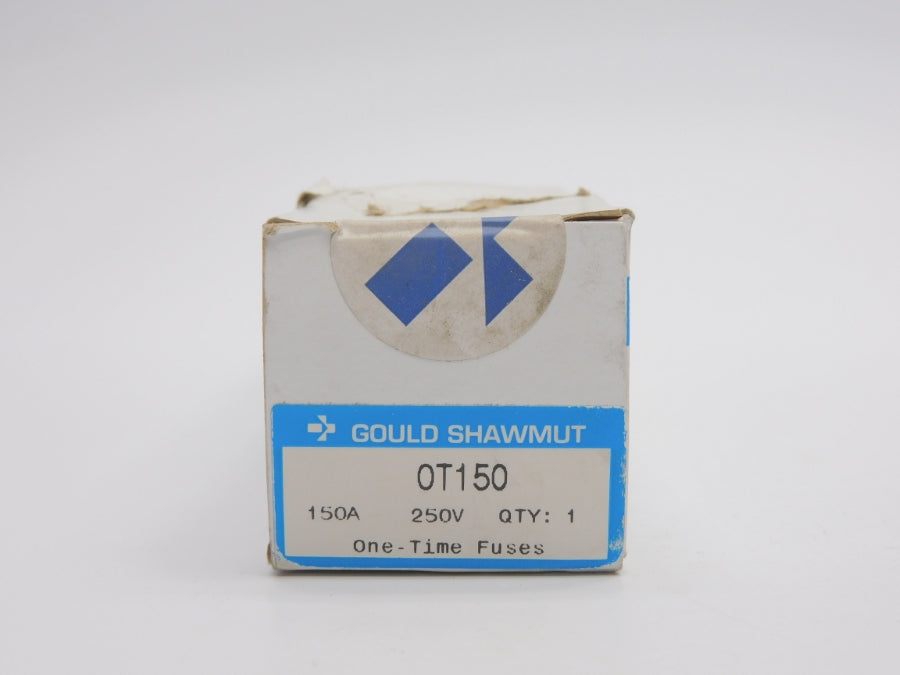 GOULD SHAWMUT
OT150
150A 250V QTY: 1
One-Time Fuses